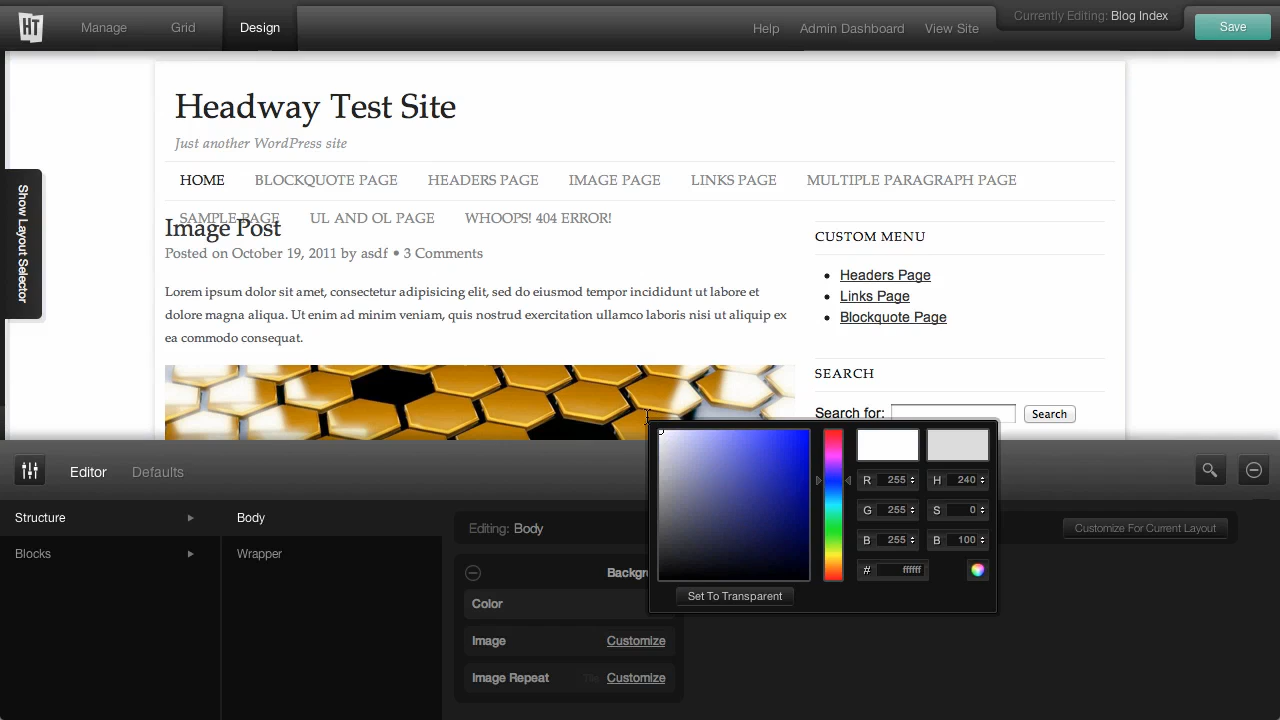 HT
Manage
Grid
Design
Help
Admin Dashboard
View Site
Currently Editing: Blog Index
Save
Headway Test Site
Just another WordPress site
HOME
BLOCKQUOTE PAGE
HEADERS PAGE
IMAGE PAGE
LINKS PAGE
MULTIPLE PARAGRAPH PAGE
SAMPLE PAGE
UL AND OL PAGE
WHOOPS! 404 ERROR!
Show Layout Selector
Image Post
Posted on October 19, 2011 by asdf • 3 Comments
Lorem ipsum dolor sit amet, consectetur adipisicing elit, sed do eiusmod tempor incididunt ut labore et
dolore magna aliqua. Ut enim ad minim veniam, quis nostrud exercitation ullamco laboris nisi ut aliquip ex
ea commodo consequat.
CUSTOM MENU
Headers Page
Links Page
Blockquote Page
SEARCH
Search for:
Search
Editor
Defaults
Structure
Blocks
Body
Wrapper
Editing: Body
Customize For Current Layout
Backgr
Color
Image
Customize
Image Repeat
Tile
Customize
R 255
H 240
G 255
S 0
B 255
B 100
# ffffff
Set To Transparent